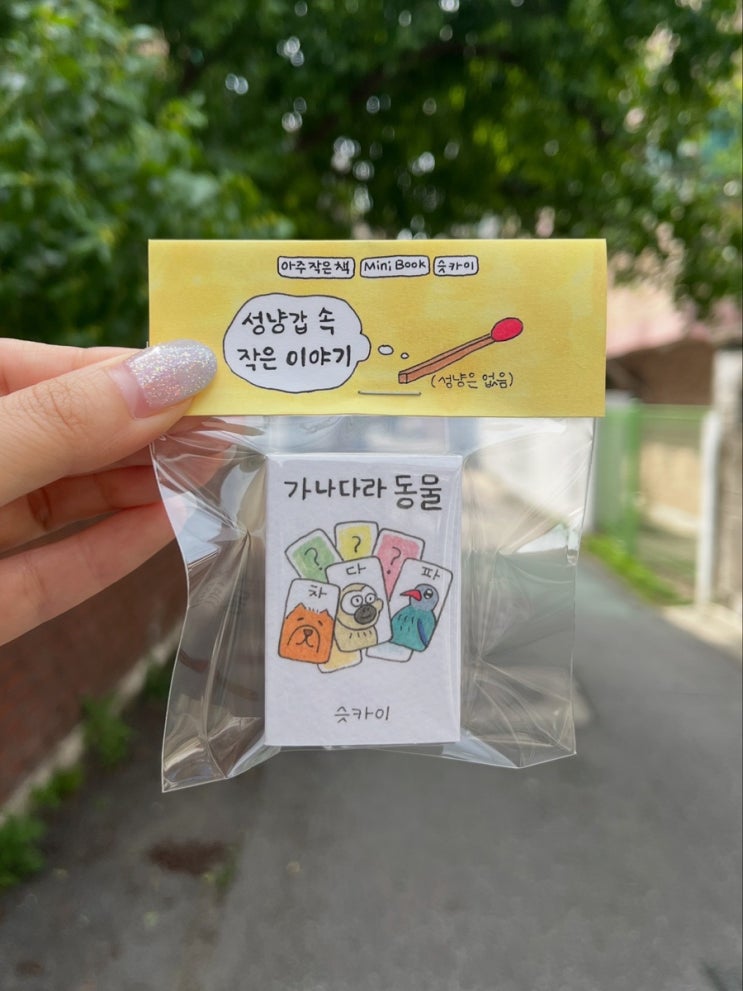 아주작은책 Mini Book 슷카이
성냥갑 속
작은 이야기
(성냥은 없음)
가나다라 동물
? ? ?
차 다 파
슷카이